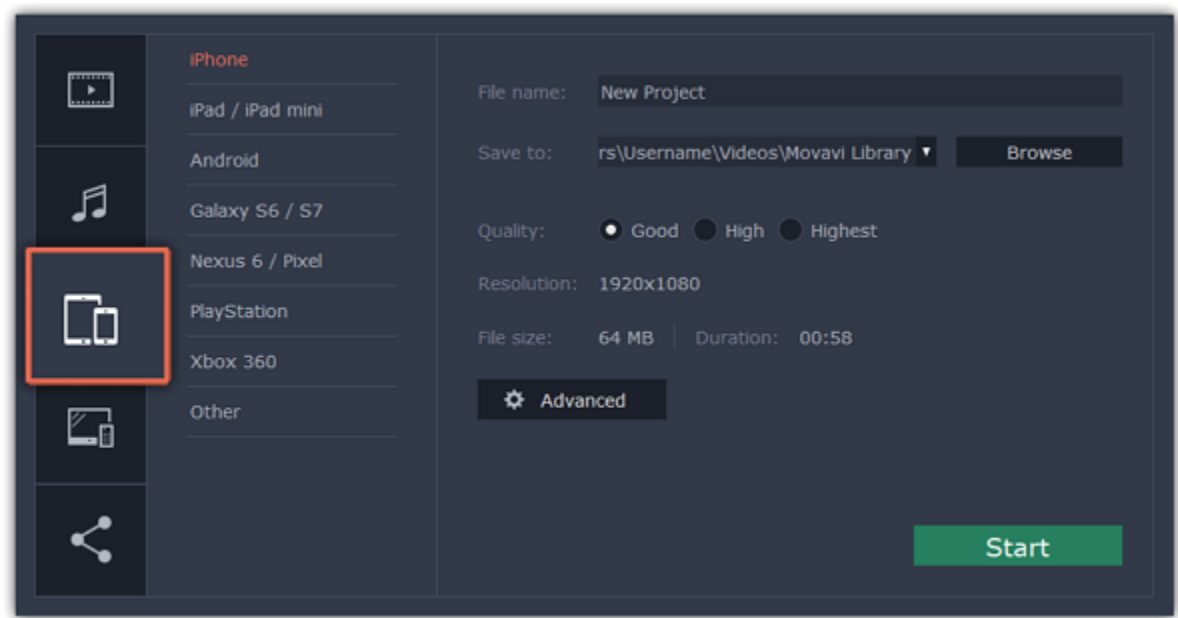 iPhone
iPad / iPad mini
Android
Galaxy S6 / S7
Nexus 6 / Pixel
PlayStation
Xbox 360
Other
File name: New Project
Save to: rs\Username\Videos\Movavi Library Browse
Quality: Good High Highest
Resolution: 1920x1080
File size: 64 MB Duration: 00:58
Advanced
Start